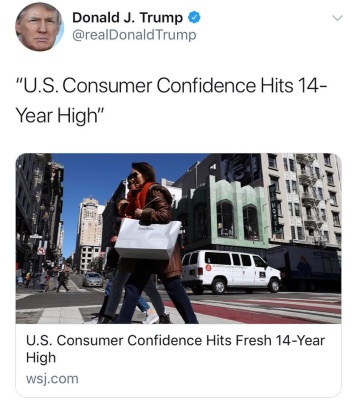 Donald J. Trump
@realDonaldTrump
“U.S. Consumer Confidence Hits 14-
Year High”
U.S. Consumer Confidence Hits Fresh 14-Year
High
wsj.com